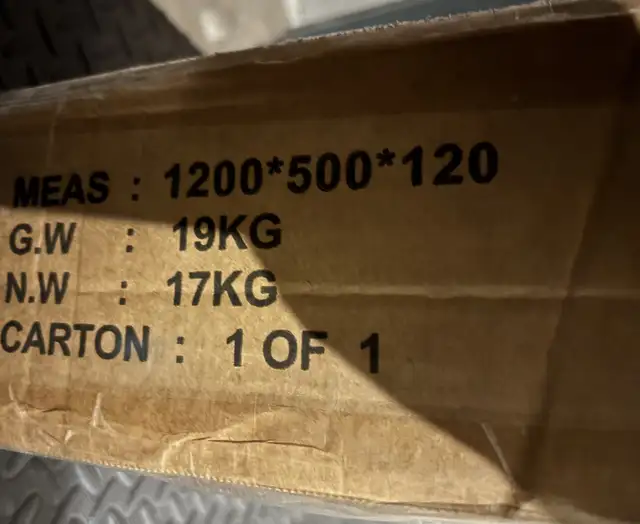 MEAS : 1200*500*120
G.W : 19KG
N.W : 17KG
CARTON : 1 OF 1